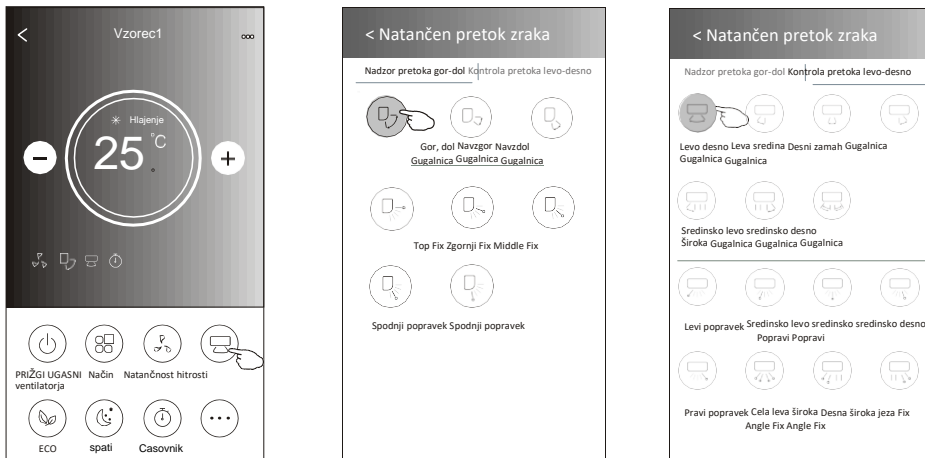 Vzorec1
Hlajenje
25 °C
PRIŽGI UGASNI Način Natančnost hitrosti
ventilatorja
ECO spati Casovnik
< Natančen pretok zraka
Nadzor pretoka gor-dol Kontrola pretoka levo-desno
Gor, dol Navzgor Navzdol
Gugalnica Gugalnica Gugalnica
Top Fix Zgornji Fix Middle Fix
Spodnji popravek Spodnji popravek
< Natančen pretok zraka
Nadzor pretoka gor-dol Kontrola pretoka levo-desno
Levo desno Leva sredina Desni zamah Gugalnica
Gugalnica Gugalnica
Sredinsko levo sredinsko desno
Široka Gugalnica Gugalnica Gugalnica
Levi popravek Sredinsko levo sredinsko sredinsko desno
Popravi Popravi
Pravi popravek Cela leva široka Desna široka jeza Fix
Angle Fix Angle Fix